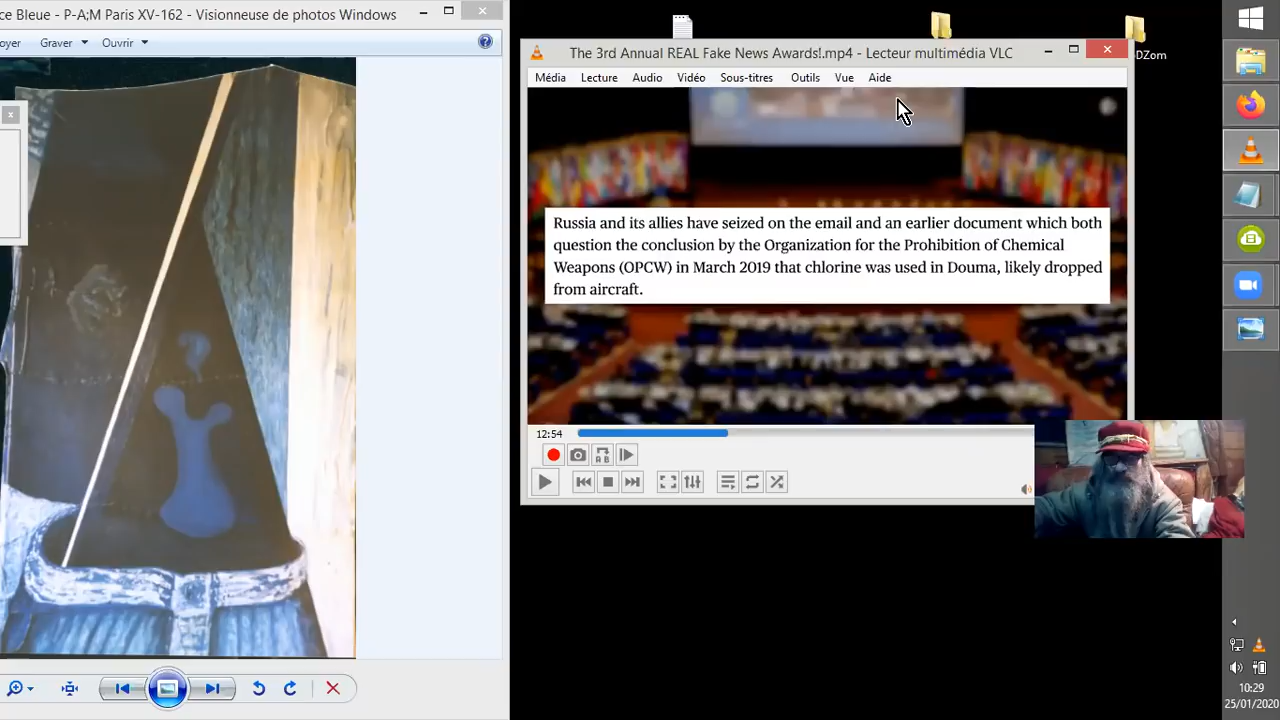 ce Bleue - P-A;M Paris XV-162 - Visionneuse de photos Windows
oyer Graver Ouvrir
The 3rd Annual REAL Fake News Awards!.mp4 - Lecteur multimédia VLC
Média Lecture Audio Vidéo Sous-titres Outils Vue Aide
DZom
Russia and its allies have seized on the email and an earlier document which both
question the conclusion by the Organization for the Prohibition of Chemical
Weapons (OPCW) in March 2019 that chlorine was used in Douma, likely dropped
from aircraft.
12:54
10:29
25/01/2020